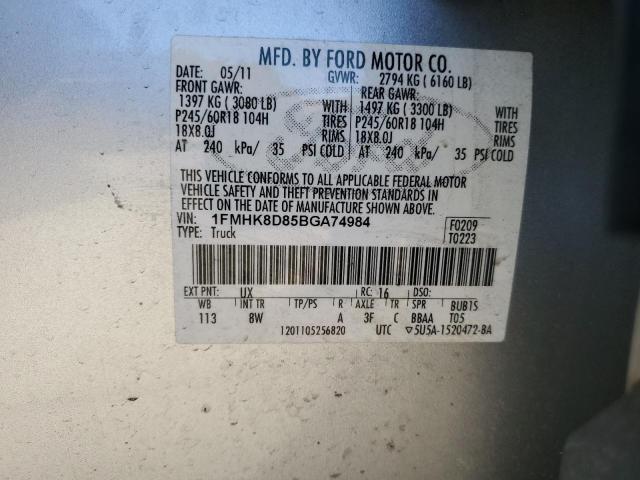 MFD. BY FORD MOTOR CO.
DATE: 05/11 GVWR: 2794 KG ( 6160 LB)
FRONT GAWR: REAR GAWR:
1397 KG ( 3080 LB) WITH 1497 KG ( 3300 LB) WITH
P245/60R18 104H TIRES P245/60R18 104H TIRES
18X8.0J RIMS 18X8.0J RIMS
AT 240 kPa/ 35 PSI COLD AT 240 kPa/ 35 PSI COLD
THIS VEHICLE CONFORMS TO ALL APPLICABLE FEDERAL MOTOR
VEHICLE SAFETY AND THEFT PREVENTION STANDARDS IN
EFFECT ON THE DATE OF MANUFACTURE SHOWN ABOVE.
VIN: 1FMHK8D85BGA74984 F0209
TYPE: Truck T0223
EXT PNT: UX RC: 16 DSO:
WB INT TR TP/PS R AXLE TR SPR BUB1S
113 8W A 3F C BBAA T05
1201105256820 UTC ▽5U5A-1520472-BA